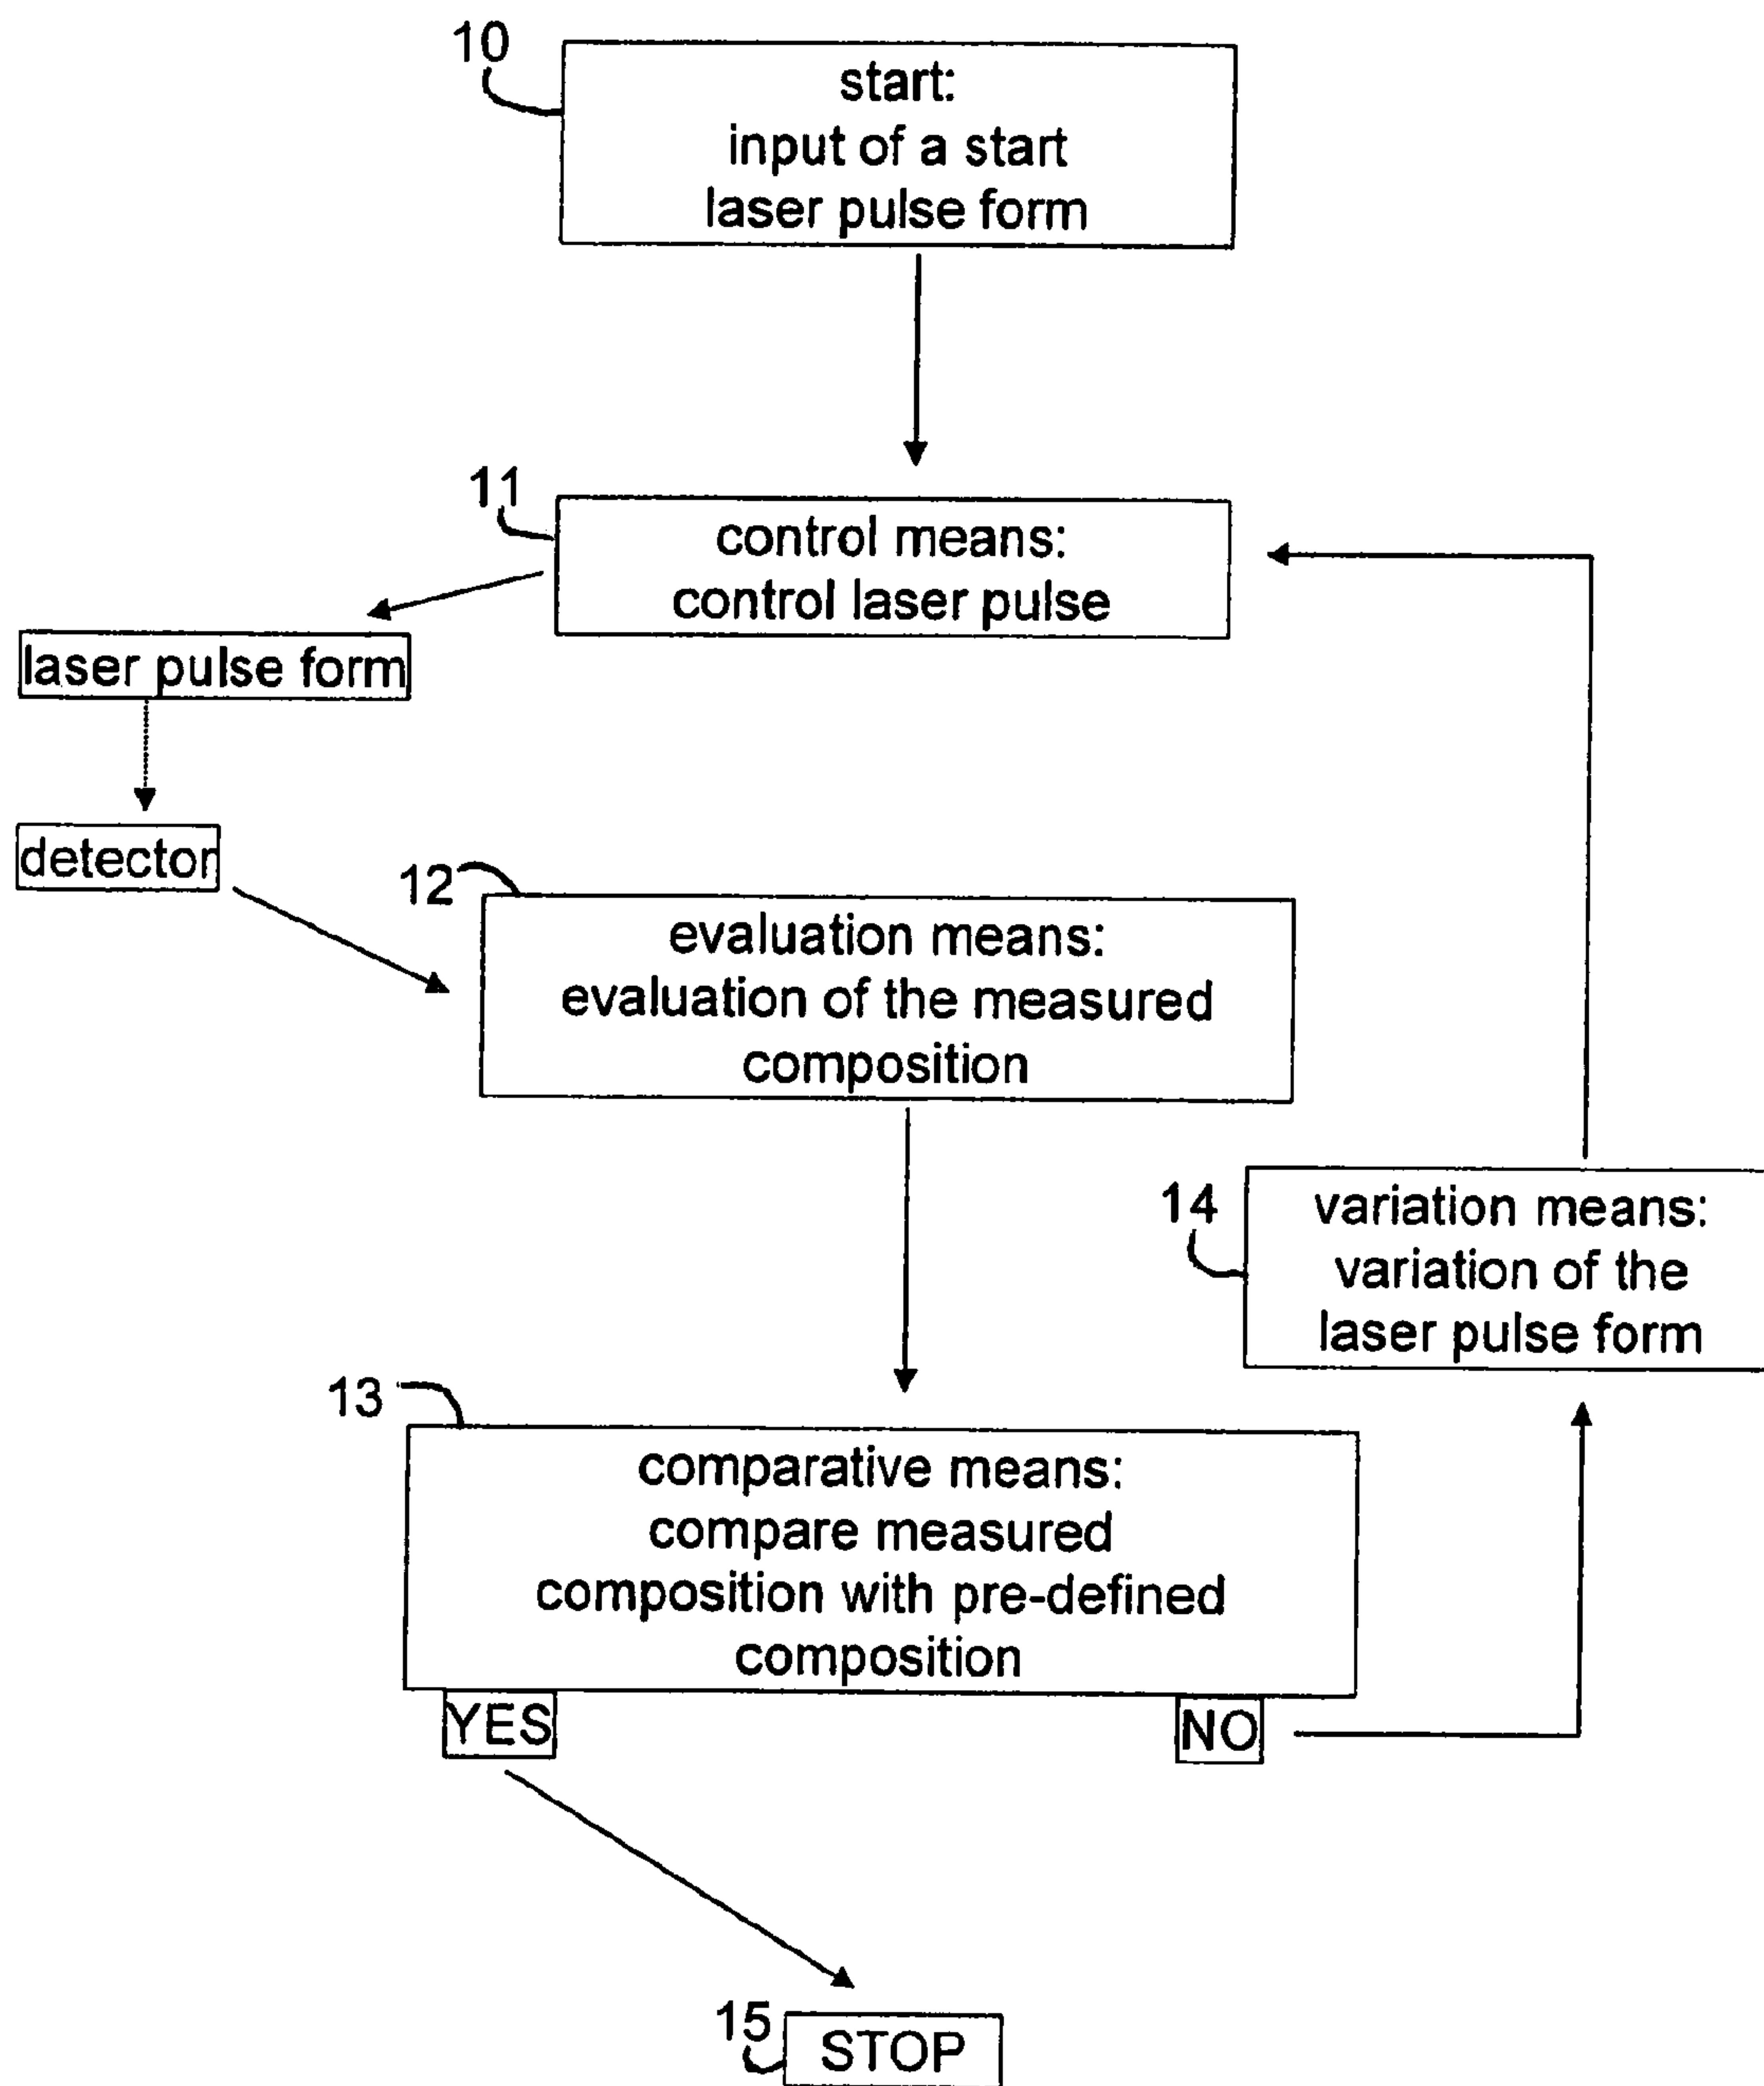 10
start:
input of a start
laser pulse form
11
control means:
control laser pulse
laser pulse form
detector
12
evaluation means:
evaluation of the measured
composition
14
variation means:
variation of the
laser pulse form
13
comparative means:
compare measured
composition with pre-defined
composition
YES
NO
15
STOP